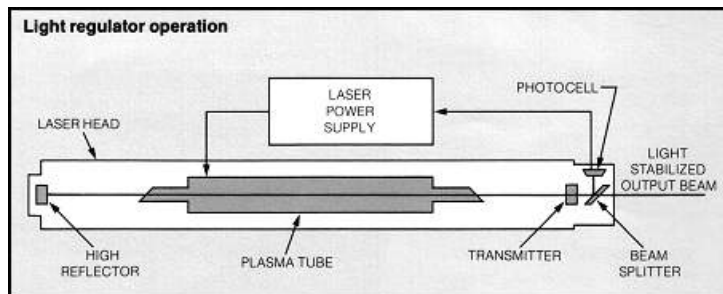 Light regulator operation
LASER
POWER
SUPPLY
PHOTOCELL
LASER HEAD
LIGHT
STABILIZED
OUTPUT BEAM
HIGH
REFLECTOR
PLASMA TUBE
TRANSMITTER
BEAM
SPLITTER